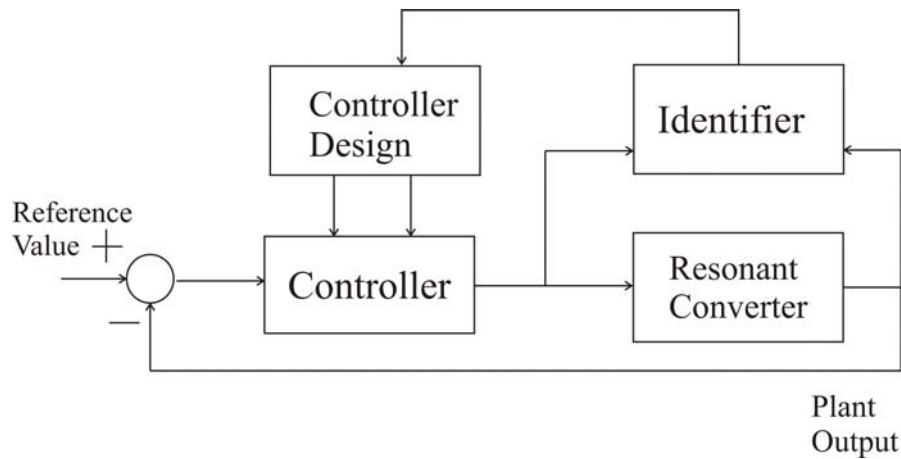 Controller
Design
Identifier
Reference
Value +
−
Controller
Resonant
Converter
Plant
Output